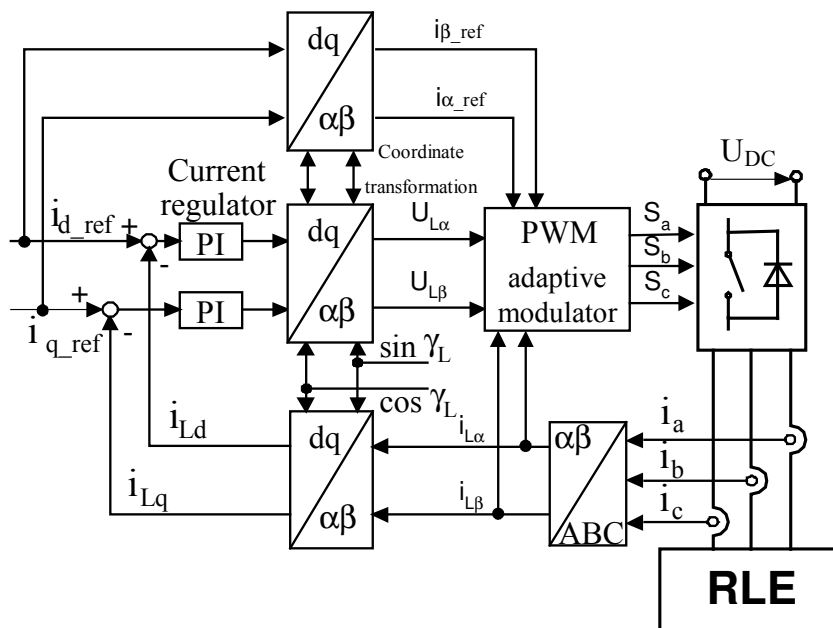 dq
αβ
iβ_ref
iα_ref
Coordinate
transformation
Current
regulator
UDC
id_ref
+
-
PI
dq
αβ
ULα
ULβ
PWM
adaptive
modulator
Sa
Sb
Sc
iq_ref
+
-
PI
sin γL
cos γL
iLd
iLq
dq
αβ
iLα
iLβ
αβ
ABC
ia
ib
ic
RLE